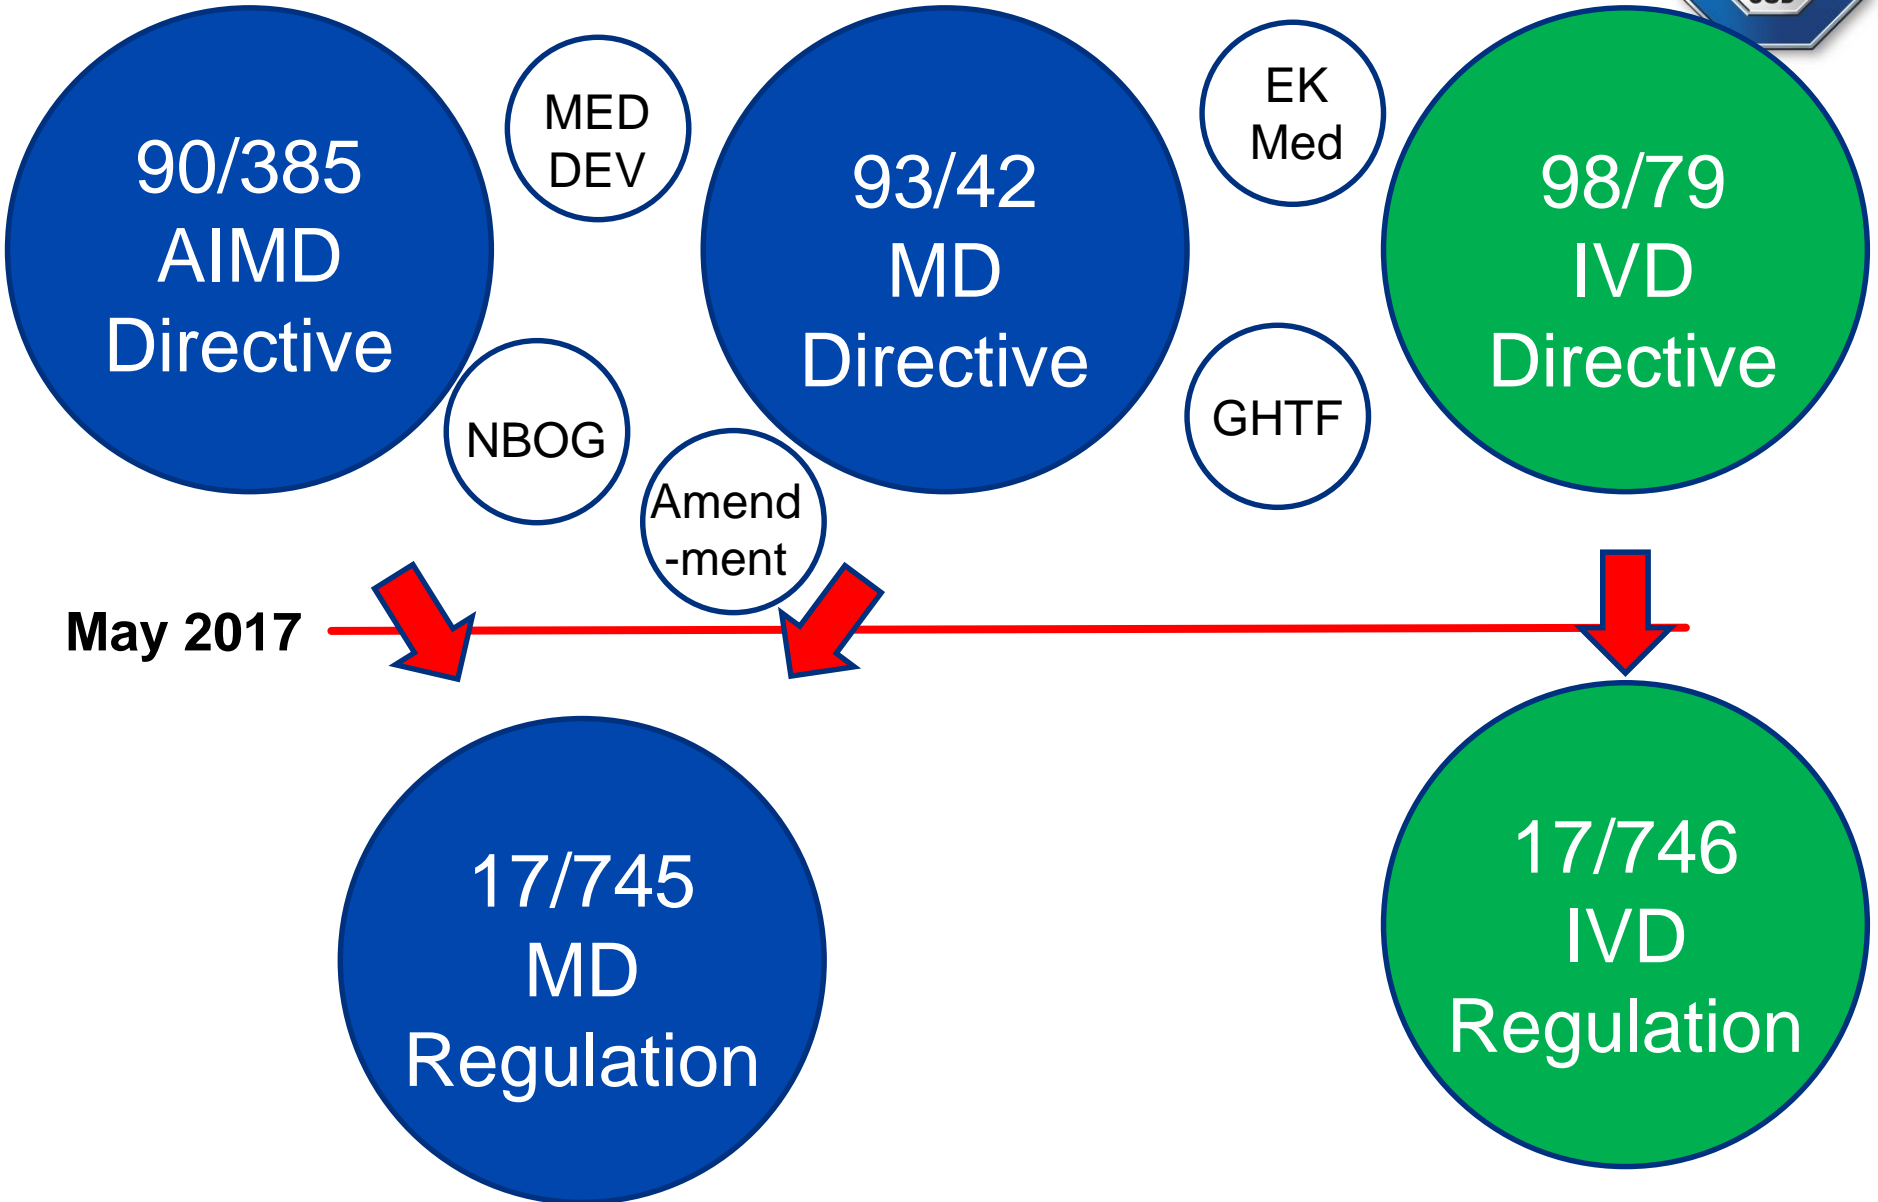 90/385
AIMD
Directive
MED
DEV
93/42
MD
Directive
EK
Med
98/79
IVD
Directive
NBOG
Amend
-ment
GHTF
May 2017
17/745
MD
Regulation
17/746
IVD
Regulation